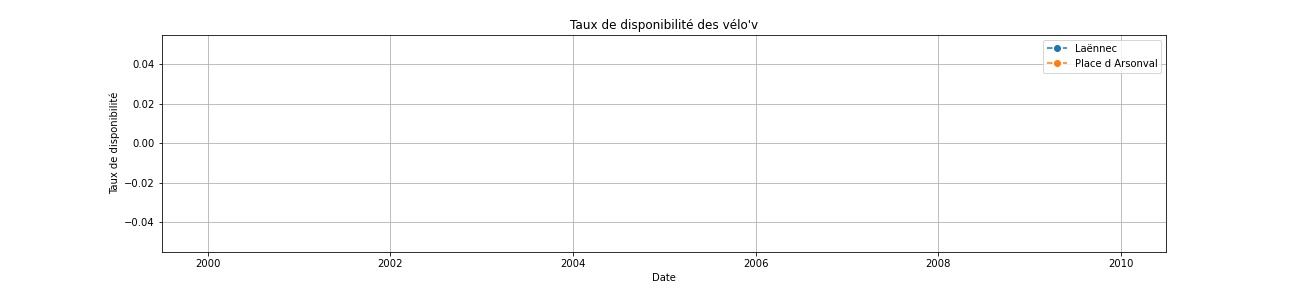 Taux de disponibilité des vélo'v
Laënnec
Place d Arsonval
0.04
0.02
0.00
−0.02
−0.04
Taux de disponibilité
2000 2002 2004 2006 2008 2010
Date